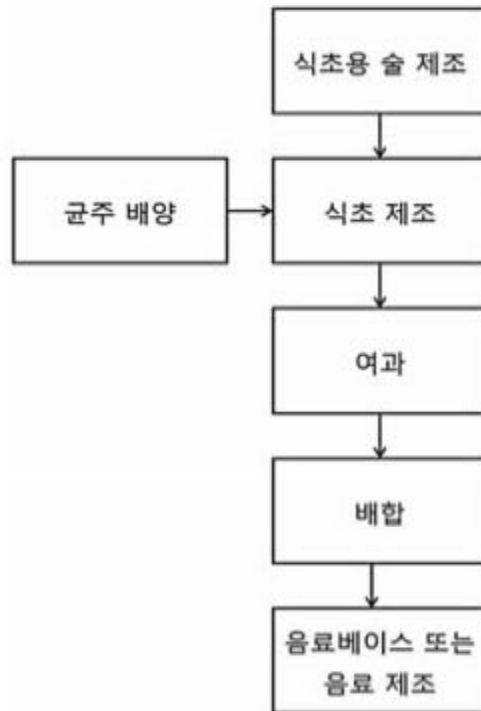 식초용 술 제조
균주 배양
식초 제조
여과
배합
음료베이스 또는
음료 제조